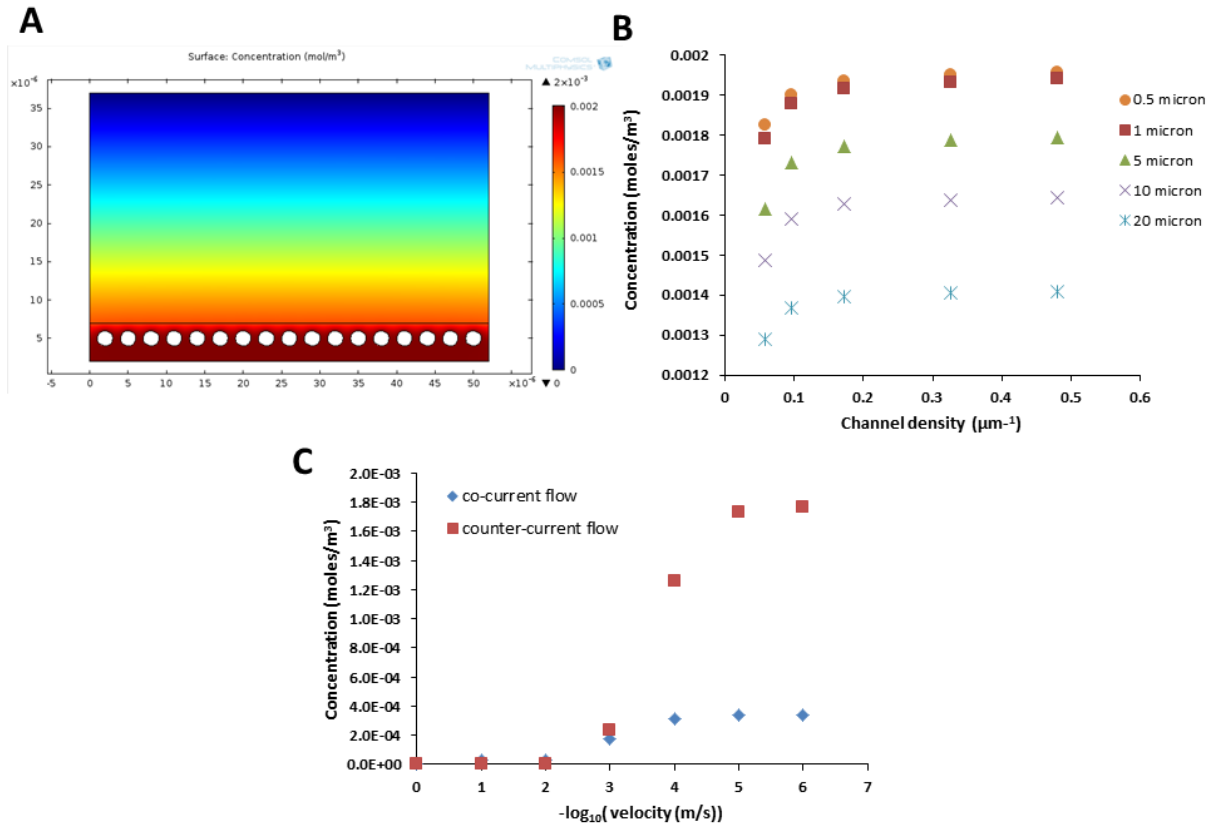 A
Surface: Concentration (mol/m³)
COMSOL
MULTIPHYSICS
×10⁻⁶
35
30
25
20
15
10
5
-5 0 5 10 15 20 25 30 35 40 45 50 ×10⁻⁶
▲ 2×10⁻³
0.002
0.0015
0.001
0.0005
0
▼ 0
B
Concentration (moles/m³)
0.002
0.0019
0.0018
0.0017
0.0016
0.0015
0.0014
0.0013
0.0012
0 0.1 0.2 0.3 0.4 0.5 0.6
Channel density (µm-¹)
0.5 micron
1 micron
5 micron
10 micron
20 micron
C
Concentration (moles/m³)
2.0E-03
1.8E-03
1.6E-03
1.4E-03
1.2E-03
1.0E-03
8.0E-04
6.0E-04
4.0E-04
2.0E-04
0.0E+00
co-current flow
counter-current flow
0 1 2 3 4 5 6 7
-log₁₀( velocity (m/s))